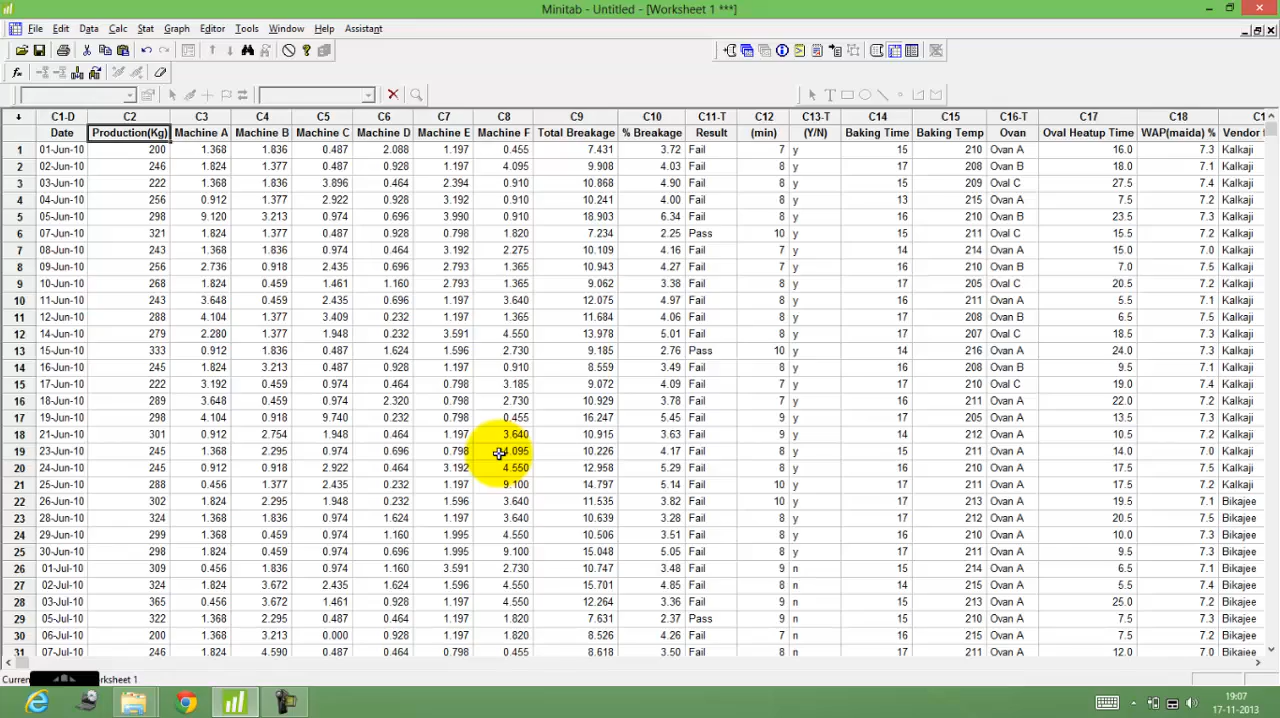 Minitab - Untitled - [Worksheet 1 ***]
File Edit Data Calc Stat Graph Editor Tools Window Help Assistant
C1-D C2 C3 C4 C5 C6 C7 C8 C9 C10 C11-T C12 C13-T C14 C15 C16-T C17 C18 C1
Date Production(Kg) Machine A Machine B Machine C Machine D Machine E Machine F Total Breakage % Breakage Result (min) (Y/N) Baking Time Baking Temp Ovan Oval Heatup Time WAP(maida) % Vendor
1 01-Jun-10 200 1.368 1.836 0.487 2.088 1.197 0.455 7.431 3.72 Fail 7 y 15 210 Ovan A 16.0 7.3 Kalkaji
2 02-Jun-10 246 1.824 1.377 0.487 0.928 1.197 4.095 9.908 4.03 Fail 8 y 17 208 Ovan B 18.0 7.1 Kalkaji
3 03-Jun-10 222 1.368 1.836 3.896 0.464 2.394 0.910 10.868 4.90 Fail 8 y 15 209 Oval C 27.5 7.4 Kalkaji
4 04-Jun-10 256 0.912 1.377 2.922 0.928 3.192 0.910 10.241 4.00 Fail 8 y 13 215 Ovan A 7.5 7.2 Kalkaji
5 05-Jun-10 298 9.120 3.213 0.974 0.696 3.990 0.910 18.903 6.34 Fail 8 y 16 210 Ovan B 23.5 7.3 Kalkaji
6 07-Jun-10 321 1.824 1.377 0.487 0.928 0.798 1.820 7.234 2.25 Pass 10 y 15 211 Oval C 15.5 7.2 Kalkaji
7 08-Jun-10 243 1.368 1.836 0.974 0.464 3.192 2.275 10.109 4.16 Fail 7 y 14 214 Ovan A 15.0 7.0 Kalkaji
8 09-Jun-10 256 2.736 0.918 2.435 0.696 2.793 1.365 10.943 4.27 Fail 8 y 16 210 Ovan B 7.0 7.5 Kalkaji
9 10-Jun-10 268 1.824 0.459 1.461 1.160 2.793 1.365 9.062 3.38 Fail 8 y 17 205 Oval C 20.5 7.2 Kalkaji
10 11-Jun-10 243 3.648 0.459 2.435 0.696 1.197 3.640 12.075 4.97 Fail 8 y 16 211 Ovan A 5.5 7.1 Kalkaji
11 12-Jun-10 288 4.104 1.377 3.409 0.232 1.197 1.365 11.684 4.06 Fail 8 y 17 208 Ovan B 6.5 7.5 Kalkaji
12 14-Jun-10 279 2.280 1.377 1.948 0.232 3.591 4.550 13.978 5.01 Fail 8 y 17 207 Oval C 18.5 7.3 Kalkaji
13 15-Jun-10 333 0.912 1.836 0.487 1.624 1.596 2.730 9.185 2.76 Pass 10 y 14 216 Ovan A 24.0 7.3 Kalkaji
14 16-Jun-10 245 1.824 3.213 0.487 0.928 1.197 0.910 8.559 3.49 Fail 8 y 16 208 Ovan B 9.5 7.3 Kalkaji
15 17-Jun-10 222 3.192 0.459 0.974 0.464 0.798 3.185 9.072 4.09 Fail 7 y 15 210 Oval C 19.0 7.4 Kalkaji
16 18-Jun-10 289 3.648 0.459 0.974 2.320 0.798 2.730 10.929 3.78 Fail 7 y 16 211 Ovan A 22.0 7.3 Kalkaji
17 19-Jun-10 298 4.104 0.918 9.740 0.232 0.798 0.455 16.247 5.45 Fail 9 y 17 205 Ovan A 13.5 7.3 Kalkaji
18 21-Jun-10 301 0.912 2.754 1.948 0.464 1.197 3.640 10.915 3.63 Fail 9 y 14 212 Ovan A 10.5 7.2 Kalkaji
19 23-Jun-10 245 1.368 2.295 0.974 0.696 0.798 4.095 10.226 4.17 Fail 8 y 15 211 Ovan A 14.0 7.0 Kalkaji
20 24-Jun-10 245 0.912 0.918 2.922 0.464 3.192 4.550 12.958 5.29 Fail 8 y 16 210 Ovan A 17.5 7.5 Kalkaji
21 25-Jun-10 288 0.456 1.377 2.435 0.232 1.197 9.100 14.797 5.14 Fail 10 y 17 211 Ovan A 17.5 7.2 Kalkaji
22 26-Jun-10 302 1.824 2.295 1.948 0.232 1.596 3.640 11.535 3.82 Fail 10 y 17 213 Ovan A 19.5 7.1 Bikajee
23 28-Jun-10 324 1.368 1.836 0.974 1.624 1.197 3.640 10.639 3.28 Fail 8 y 17 212 Ovan A 20.5 7.5 Bikajee
24 29-Jun-10 299 1.368 0.459 0.974 1.160 1.995 4.550 10.506 3.51 Fail 8 y 16 210 Ovan A 10.0 7.3 Bikajee
25 30-Jun-10 298 1.824 0.459 0.974 0.696 1.995 9.100 15.048 5.05 Fail 8 y 17 211 Ovan A 9.5 7.3 Bikajee
26 01-Jul-10 309 0.456 1.836 0.974 1.160 3.591 2.730 10.747 3.48 Fail 9 n 15 214 Ovan A 6.5 7.1 Bikajee
27 02-Jul-10 324 1.824 3.672 2.435 1.624 1.596 4.550 15.701 4.85 Fail 8 n 14 215 Ovan A 5.5 7.4 Bikajee
28 03-Jul-10 365 0.456 3.672 1.461 0.928 1.197 4.550 12.264 3.36 Fail 9 n 15 213 Ovan A 25.0 7.2 Bikajee
29 05-Jul-10 322 1.368 2.295 0.487 0.464 1.197 1.820 7.631 2.37 Pass 9 n 15 210 Ovan A 7.5 7.2 Bikajee
30 06-Jul-10 200 1.368 3.213 0.000 0.928 1.197 1.820 8.526 4.26 Fail 7 n 16 215 Ovan A 7.5 7.2 Bikajee
31 07-Jul-10 246 1.824 4.590 0.487 0.464 0.798 0.455 8.618 3.50 Fail 8 n 15 211 Ovan A 12.0 7.0 Bikajee
Curren rksheet 1
19:07
17-11-2013